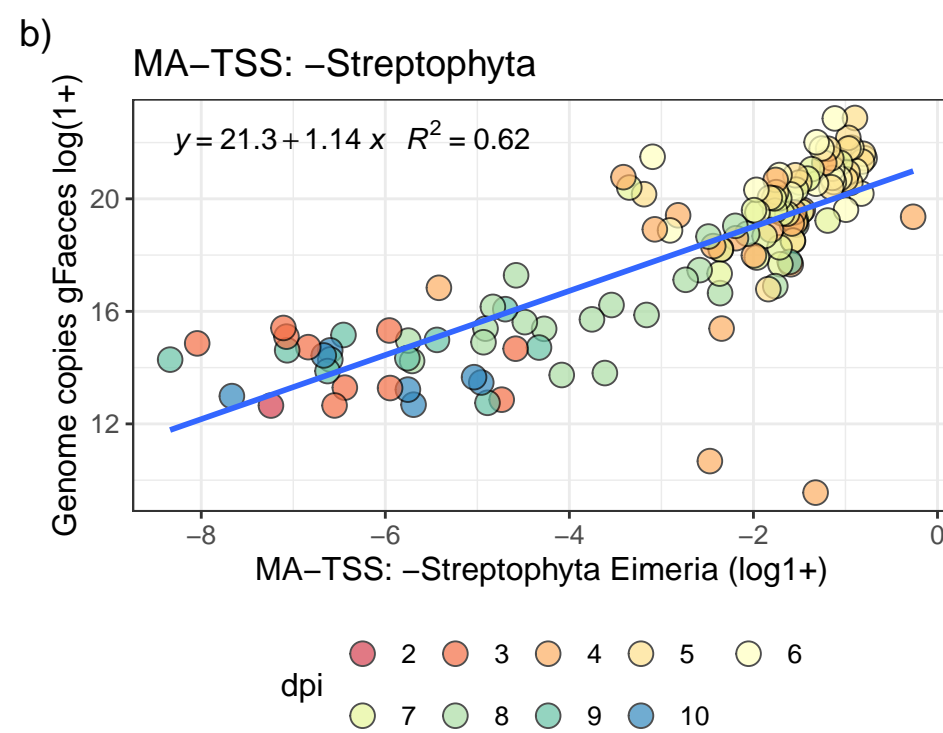 b)
MA−TSS: −Streptophyta
y = 21.3 + 1.14 x R² = 0.62
Genome copies gFaeces log(1+)
20
16
12
−8 −6 −4 −2 0
MA−TSS: −Streptophyta Eimeria (log1+)
dpi
2 3 4 5 6
7 8 9 10